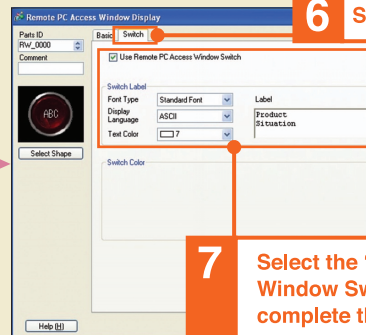 Remote PC Access Window Display
6
Parts ID
RW_0000
Comment
ABC
Select Shape
Help (H)
Basic
Switch
Use Remote PC Access Window Switch
Switch Label
Font Type Standard Font
Display Language ASCII
Text Color 7
Label
Product
Situation
Switch Color
7
Select the
Window
complete